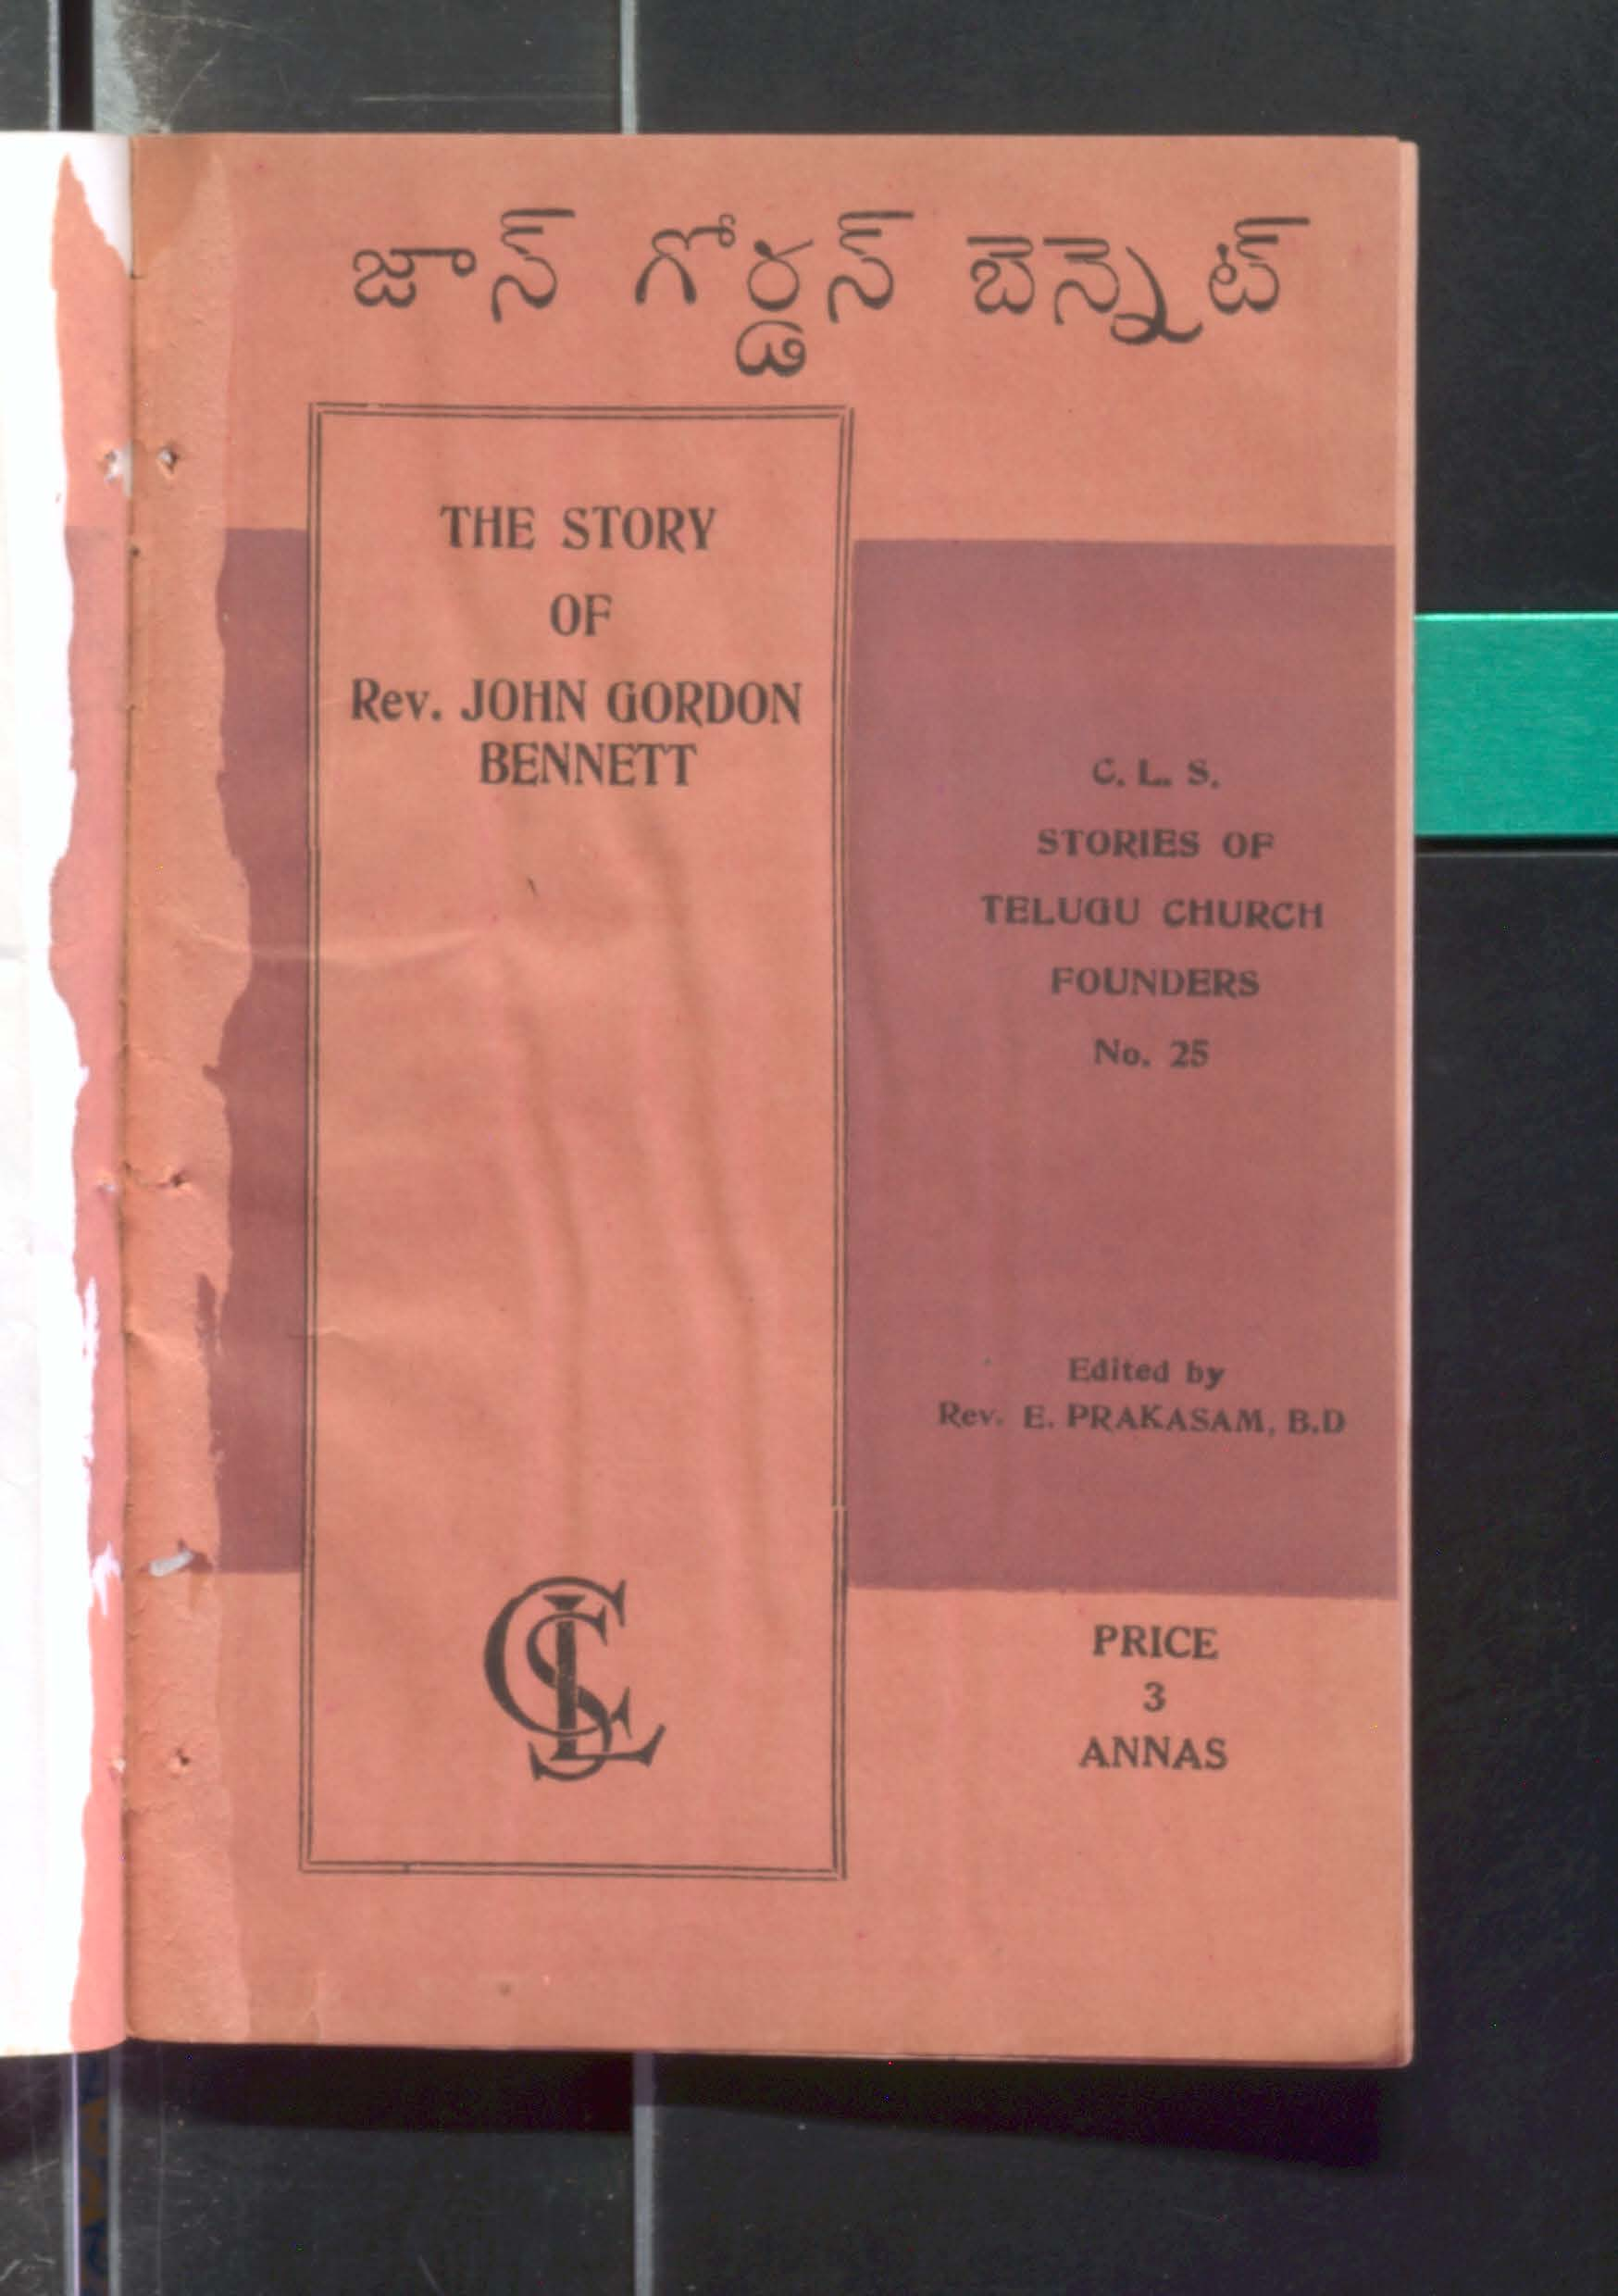 జాన్ గోర్డన్ బెన్నెట్
THE STORY
OF
Rev. JOHN GORDON
BENNETT
C. L. S.
STORIES OF
TELUGU CHURCH
FOUNDERS
No. 25
Edited by
Rev. E. PRAKASAM, B.D
CLS
PRICE
3
ANNAS